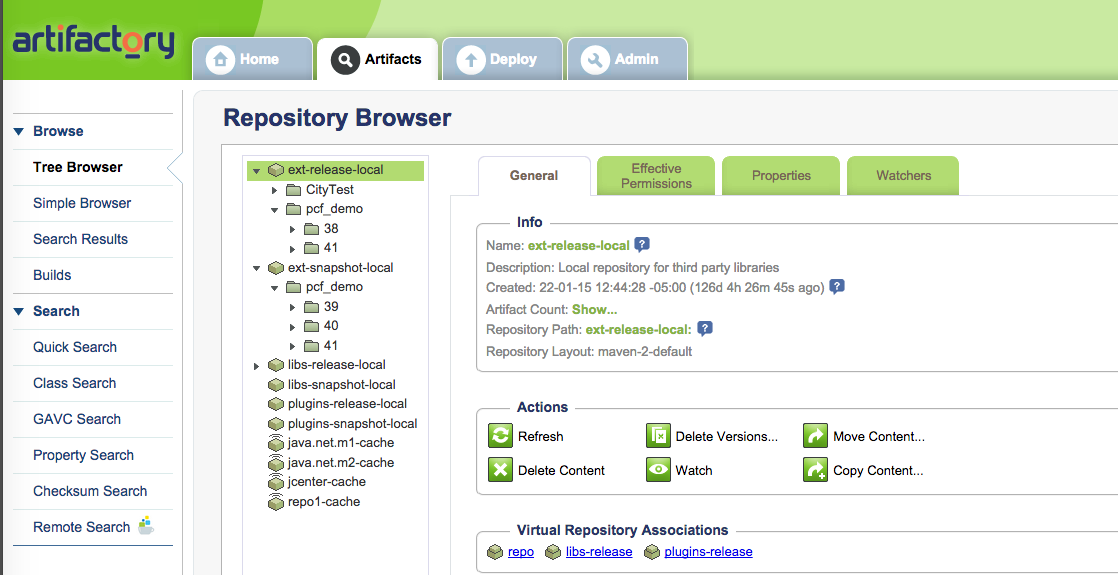 artifactory
Home
Artifacts
Deploy
Admin
Browse
Tree Browser
Simple Browser
Search Results
Builds
Search
Quick Search
Class Search
GAVC Search
Property Search
Checksum Search
Remote Search
Repository Browser
ext-release-local
CityTest
pcf_demo
38
41
ext-snapshot-local
pcf_demo
39
40
41
libs-release-local
libs-snapshot-local
plugins-release-local
plugins-snapshot-local
java.net.m1-cache
java.net.m2-cache
jcenter-cache
repo1-cache
General
Effective
Permissions
Properties
Watchers
Info
Name: ext-release-local ?
Description: Local repository for third party libraries
Created: 22-01-15 12:44:28 -05:00 (126d 4h 26m 45s ago) ?
Artifact Count: Show...
Repository Path: ext-release-local: ?
Repository Layout: maven-2-default
Actions
Refresh Delete Versions... Move Content...
Delete Content Watch Copy Content...
Virtual Repository Associations
repo libs-release plugins-release